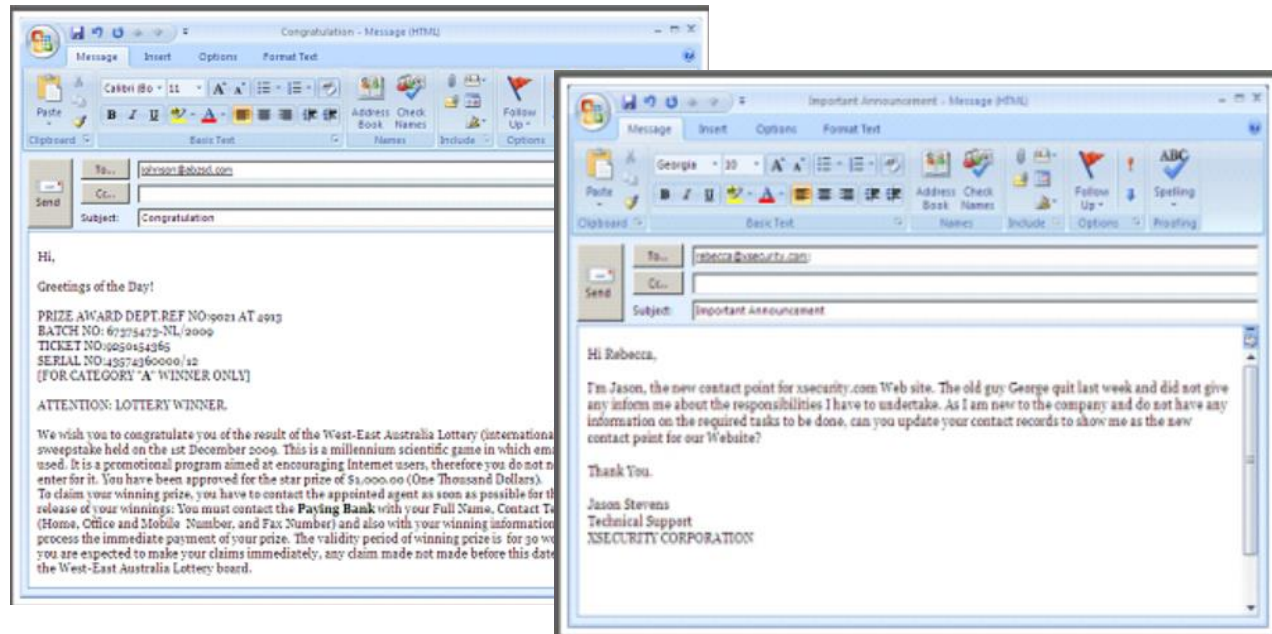 Congratulation - Message (HTML)
Message Insert Options Format Text
Calibri (Bo 11
Paste
B I U
Address Book
Check Names
Follow Up
Clipboard Basic Text Names Include Options
To... johnson@abzsd.com
Cc...
Send
Subject: Congratulation
Hi,
Greetings of the Day!
PRIZE AWARD DEPT.REF NO:9021 AT 4913
BATCH NO: 67375473-NL/2009
TICKET NO:9050154365
SERIAL NO:43574360000/12
[FOR CATEGORY "A" WINNER ONLY]
ATTENTION: LOTTERY WINNER.
We wish you to congratulate you of the result of the West-East Australia Lottery (internationa
sweepstake held on the 1st December 2009. This is a millennium scientific game in which ema
used. It is a promotional program aimed at encouraging Internet users, therefore you do not n
enter for it. You have been approved for the star prize of $1,000.00 (One Thousand Dollars).
To claim your winning prize, you have to contact the appointed agent as soon as possible for th
release of your winnings: You must contact the Paying Bank with your Full Name, Contact Te
(Home, Office and Mobile Number, and Fax Number) and also with your winning information
process the immediate payment of your prize. The validity period of winning prize is for 30 wo
you are expected to make your claims immediately, any claim made not made before this date
the West-East Australia Lottery board.
Important Announcement - Message (HTML)
Message Insert Options Format Text
Georgia 10
Paste
B I U
Address Book
Check Names
Follow Up
ABC
Spelling
Clipboard Basic Text Names Include Options Proofing
To... rebecca@xsecurity.com;
Cc...
Send
Subject: Important Announcement
Hi Rebecca,
I'm Jason, the new contact point for xsecurity.com Web site. The old guy George quit last week and did not give
any inform me about the responsibilities I have to undertake. As I am new to the company and do not have any
information on the required tasks to be done, can you update your contact records to show me as the new
contact point for our Website?
Thank You.
Jason Stevens
Technical Support
XSECURITY CORPORATION